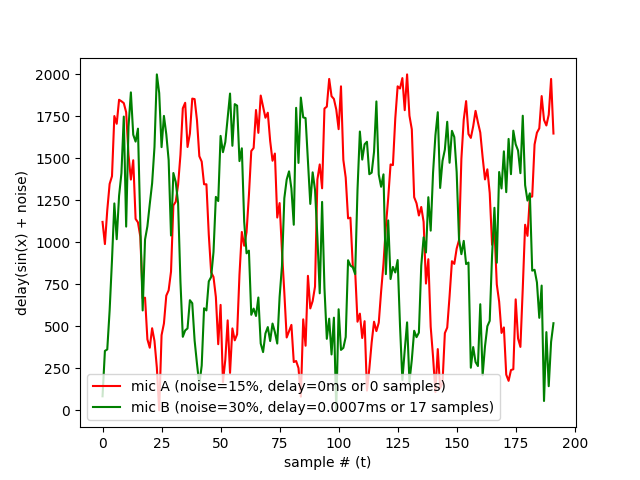 2000
1750
1500
1250
1000
750
500
250
0
delay(sin(x) + noise)
mic A (noise=15%, delay=0ms or 0 samples)
mic B (noise=30%, delay=0.0007ms or 17 samples)
0 25 50 75 100 125 150 175 200
sample # (t)